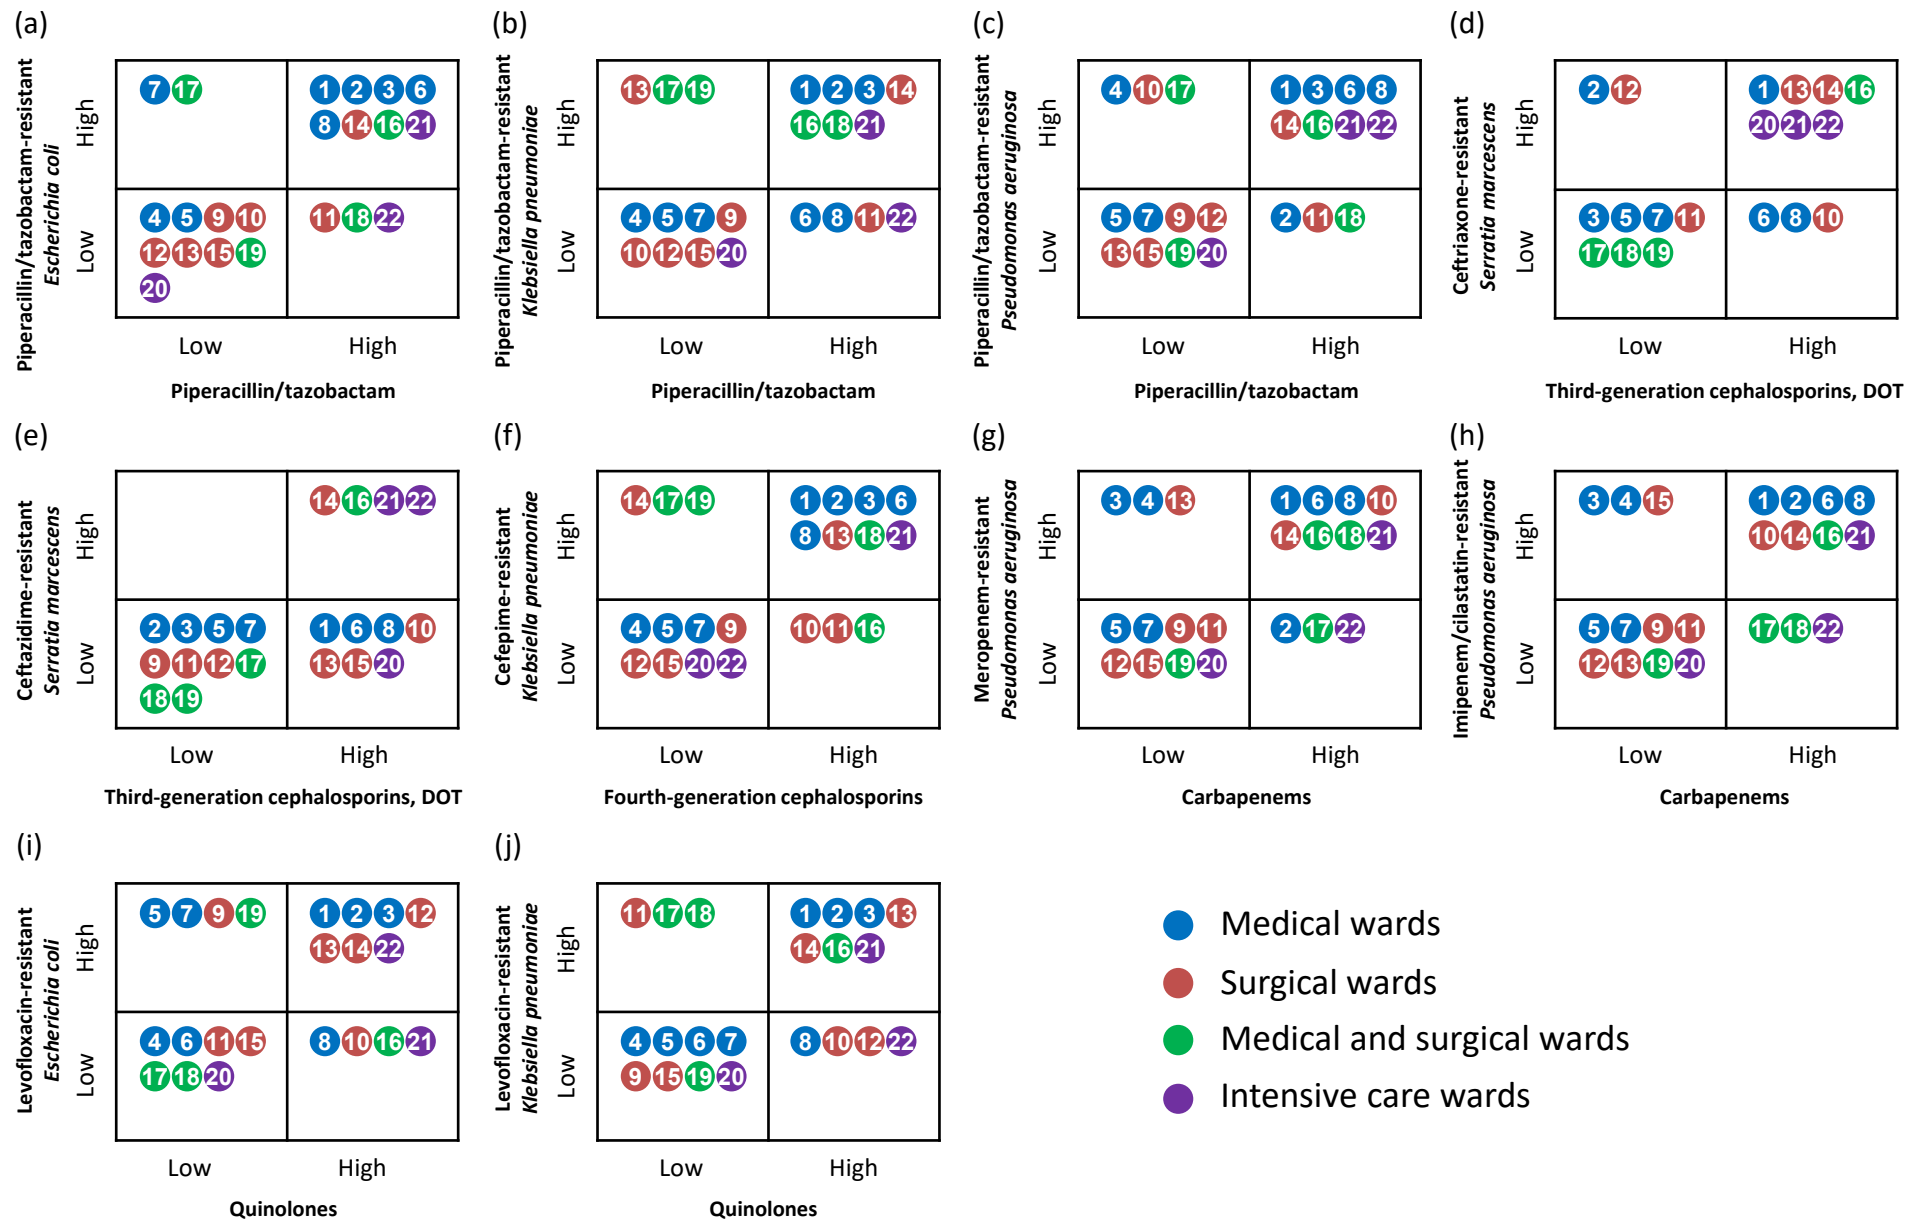 (a)
Piperacillin/tazobactam-resistant
Escherichia coli
High
Low
7 17
1 2 3 6
8 14 16 21
4 5 9 10
12 13 15 19
20
11 18 22
Low
High
Piperacillin/tazobactam
(b)
Piperacillin/tazobactam-resistant
Klebsiella pneumoniae
High
Low
13 17 19
1 2 3 14
16 18 21
4 5 7 9
10 12 15 20
6 8 11 22
Low
High
Piperacillin/tazobactam
(c)
Piperacillin/tazobactam-resistant
Pseudomonas aeruginosa
High
Low
4 10 17
1 3 6 8
14 16 21 22
5 7 9 12
13 15 19 20
2 11 18
Low
High
Piperacillin/tazobactam
(d)
Ceftriaxone-resistant
Serratia marcescens
High
Low
2 12
1 13 14 16
20 21 22
3 5 7 11
17 18 19
6 8 10
Low
High
Third-generation cephalosporins, DOT
(e)
Ceftazidime-resistant
Serratia marcescens
High
Low
14 16 21 22
2 3 5 7
9 11 12 17
18 19
1 6 8 10
13 15 20
Low
High
Third-generation cephalosporins, DOT
(f)
Cefepime-resistant
Klebsiella pneumoniae
High
Low
14 17 19
1 2 3 6
8 13 18 21
4 5 7 9
12 15 20 22
10 11 16
Low
High
Fourth-generation cephalosporins
(g)
Meropenem-resistant
Pseudomonas aeruginosa
High
Low
3 4 13
1 6 8 10
14 16 18 21
5 7 9 11
12 15 19 20
2 17 22
Low
High
Carbapenems
(h)
Imipenem/cilastatin-resistant
Pseudomonas aeruginosa
High
Low
3 4 15
1 2 6 8
10 14 16 21
5 7 9 11
12 13 19 20
17 18 22
Low
High
Carbapenems
(i)
Levofloxacin-resistant
Escherichia coli
High
Low
5 7 9 19
1 2 3 12
13 14 22
4 6 11 15
17 18 20
8 10 16 21
Low
High
Quinolones
(j)
Levofloxacin-resistant
Klebsiella pneumoniae
High
Low
11 17 18
1 2 3 13
14 16 21
4 5 6 7
9 15 19 20
8 10 12 22
Low
High
Quinolones
Medical wards
Surgical wards
Medical and surgical wards
Intensive care wards